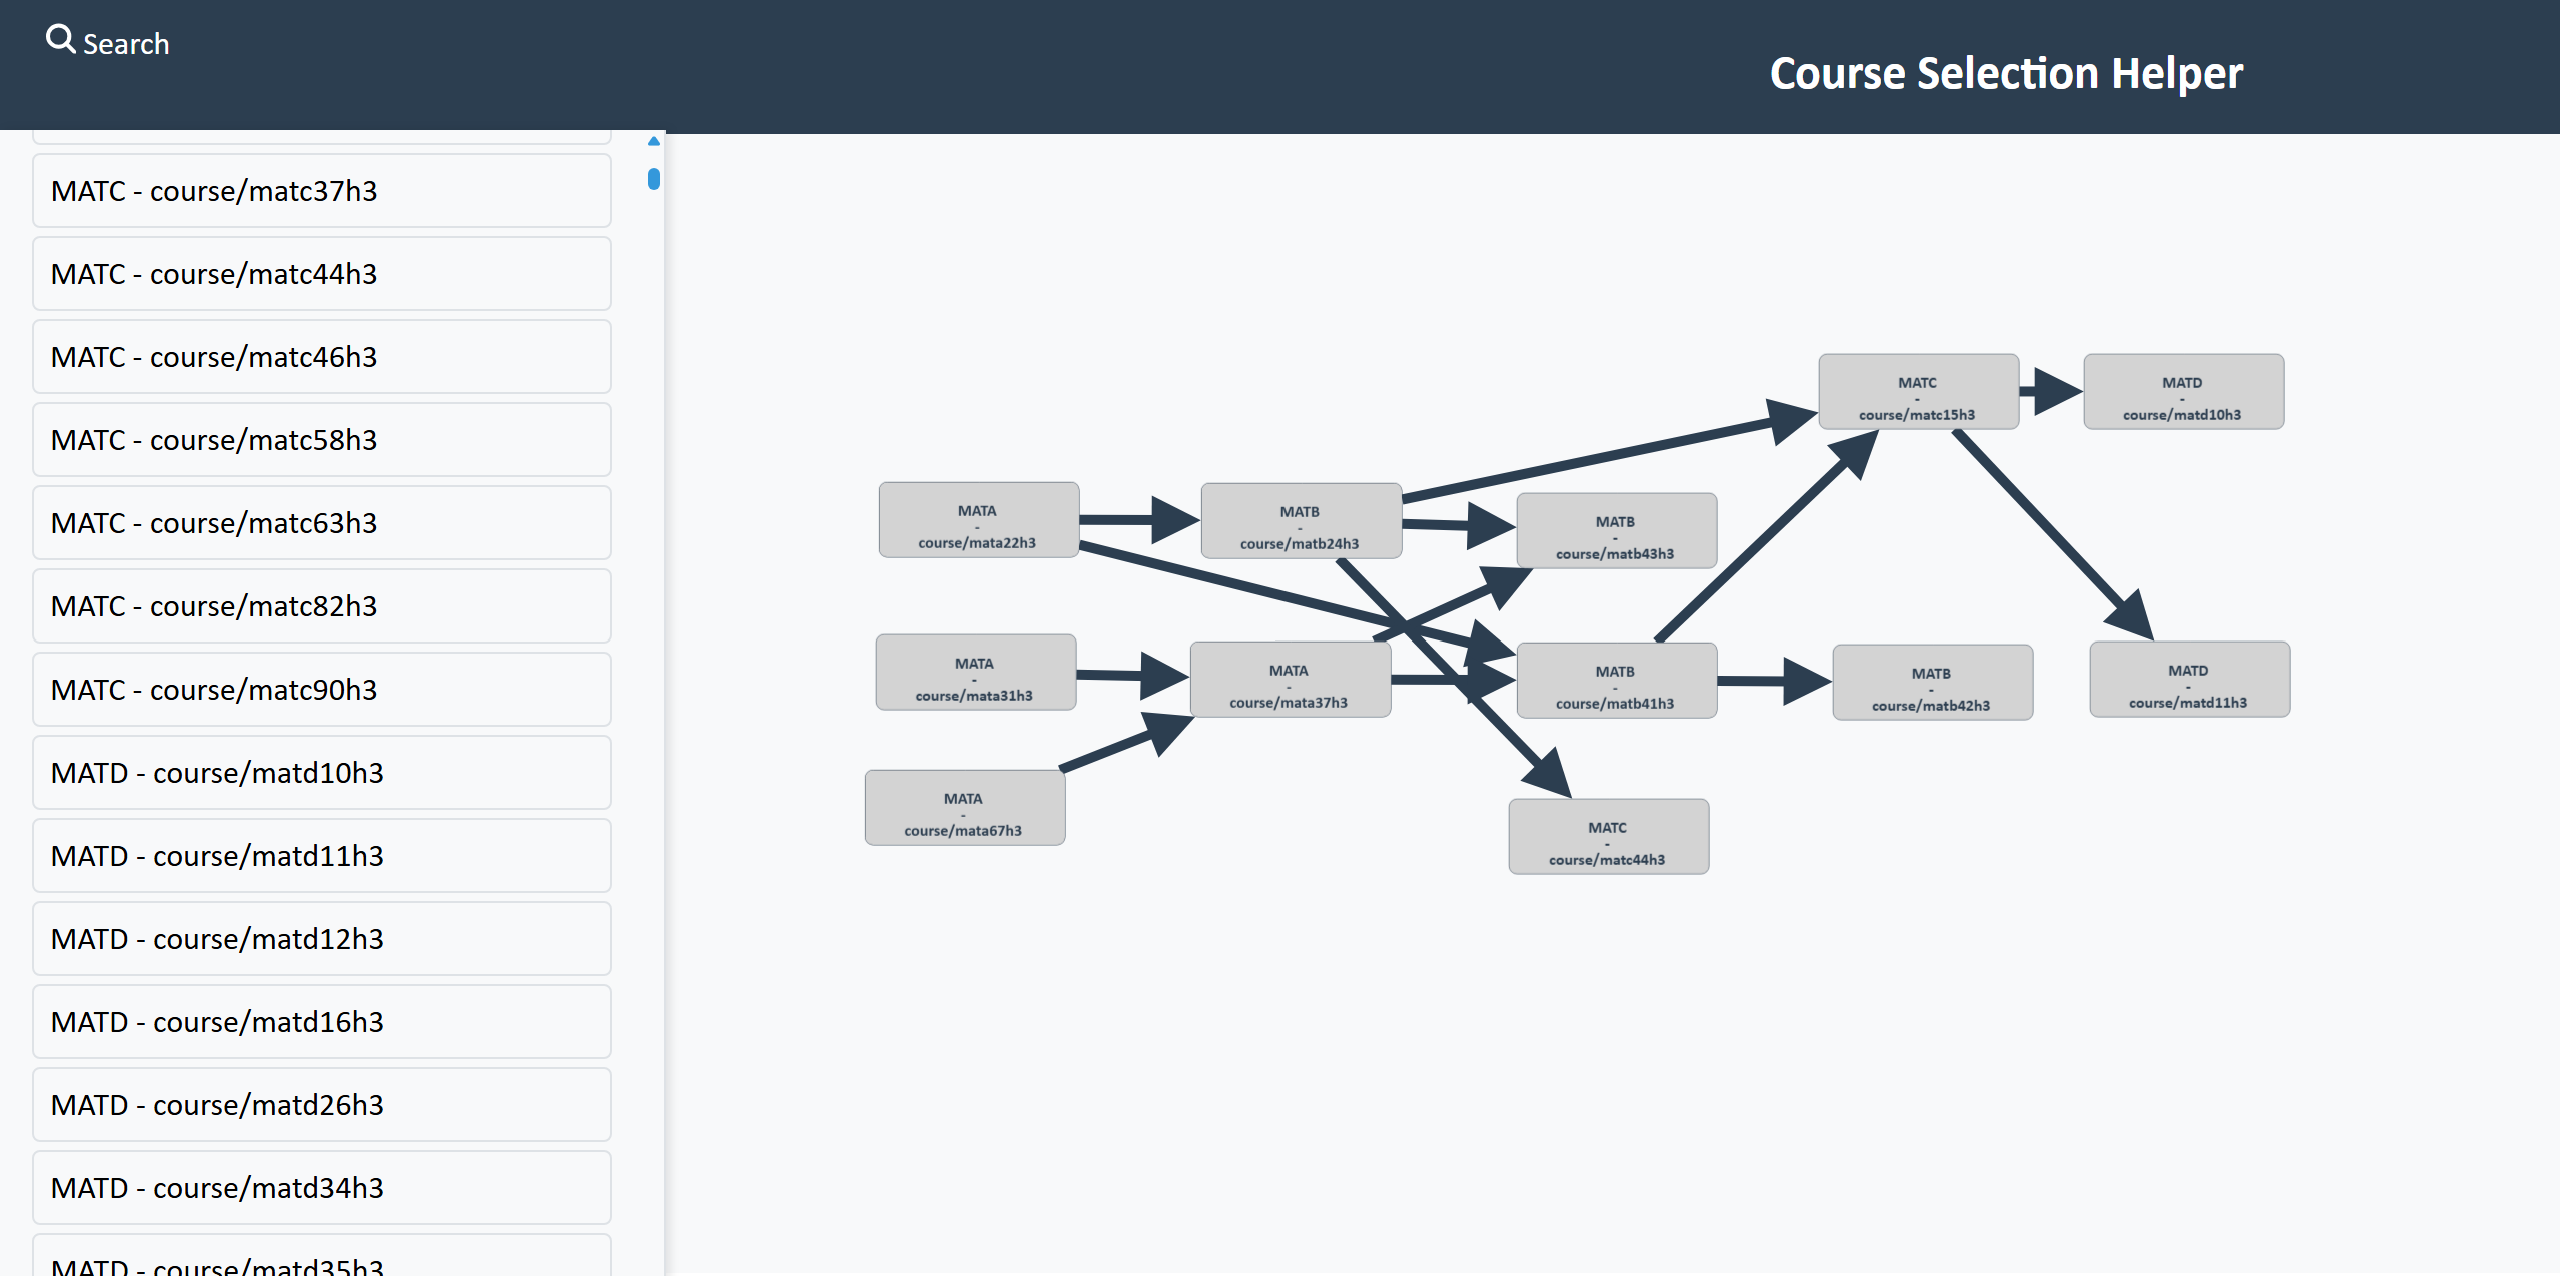 Search
Course Selection Helper
MATC - course/matc37h3
MATC - course/matc44h3
MATC - course/matc46h3
MATC - course/matc58h3
MATC - course/matc63h3
MATC - course/matc82h3
MATC - course/matc90h3
MATD - course/matd10h3
MATD - course/matd11h3
MATD - course/matd12h3
MATD - course/matd16h3
MATD - course/matd26h3
MATD - course/matd34h3
MATD - course/matd35h3
MATC
-
course/matc15h3
MATD
-
course/matd10h3
MATA
-
course/mata22h3
MATB
-
course/matb24h3
MATB
-
course/matb43h3
MATA
-
course/mata31h3
MATA
-
course/mata37h3
MATB
-
course/matb41h3
MATB
-
course/matb42h3
MATD
-
course/matd11h3
MATA
-
course/mata67h3
MATC
-
course/matc44h3